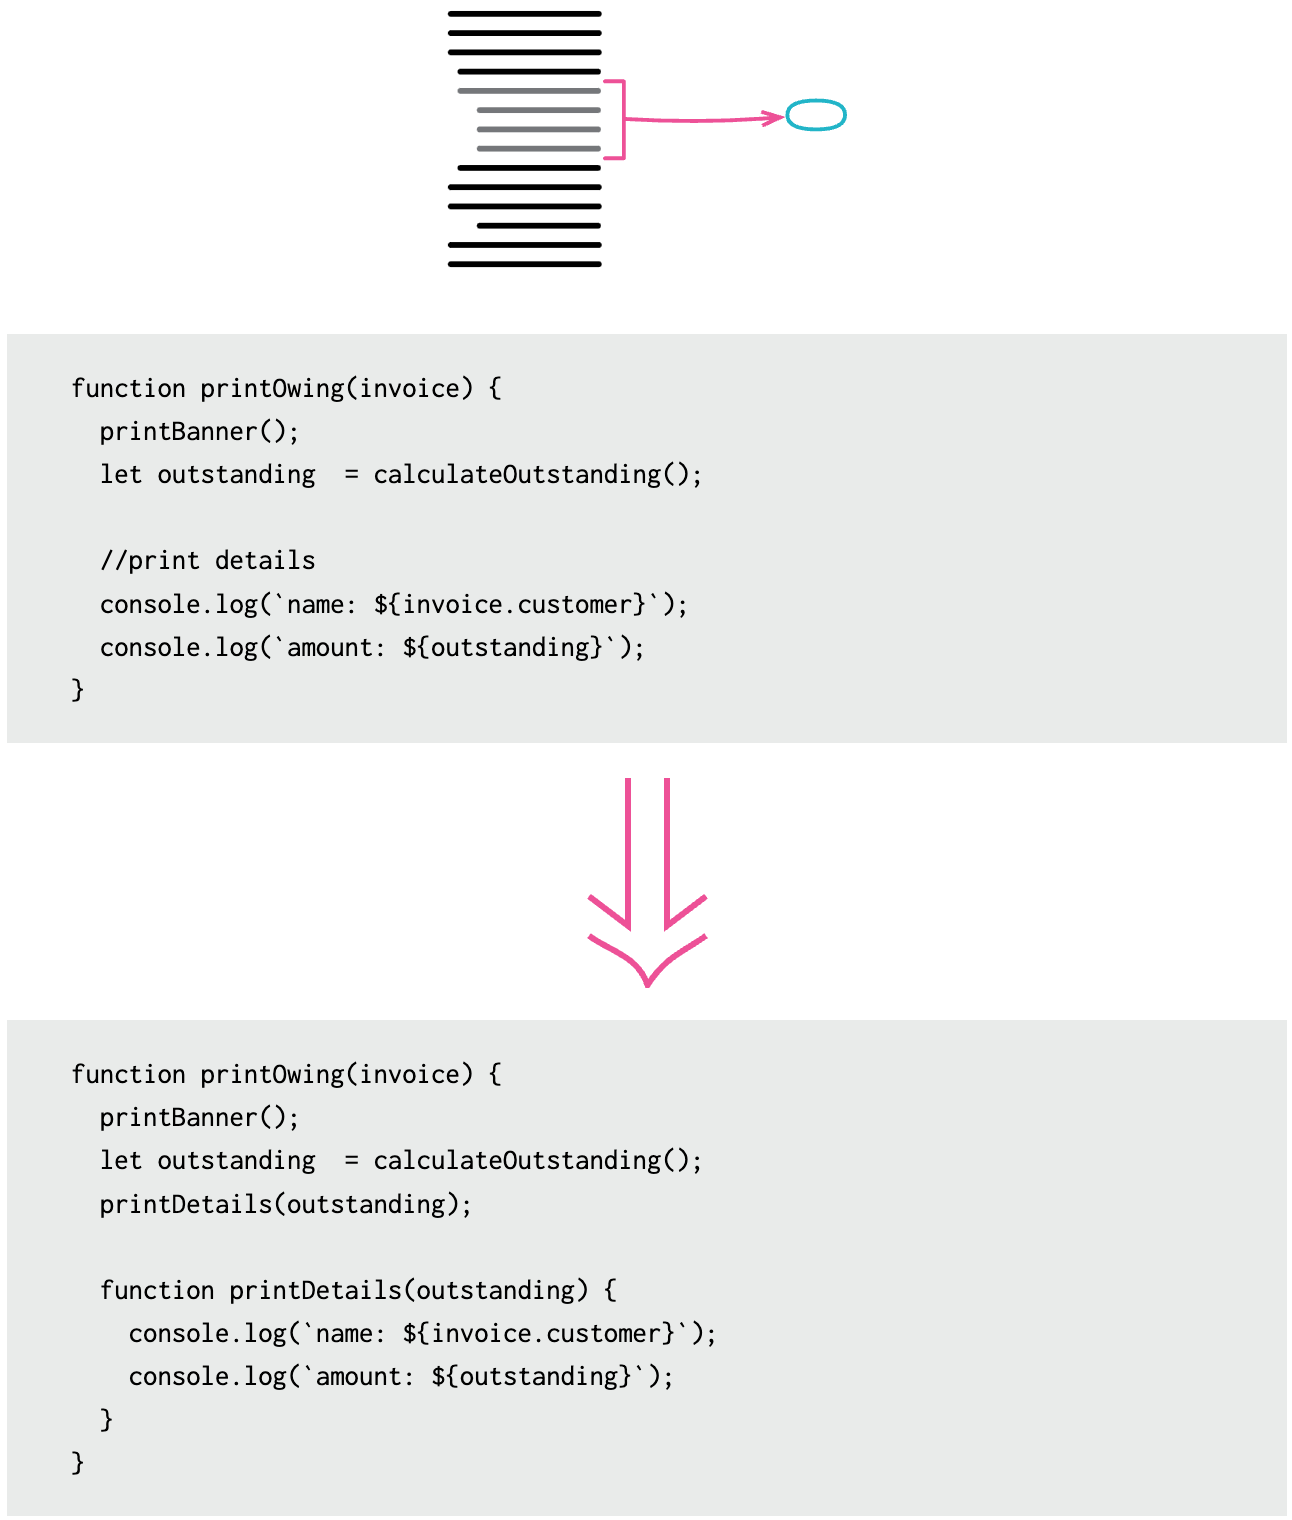 function printOwing(invoice) {
  printBanner();
  let outstanding  = calculateOutstanding();

  //print details
  console.log(`name: ${invoice.customer}`);
  console.log(`amount: ${outstanding}`);
}
function printOwing(invoice) {
  printBanner();
  let outstanding  = calculateOutstanding();
  printDetails(outstanding);

  function printDetails(outstanding) {
    console.log(`name: ${invoice.customer}`);
    console.log(`amount: ${outstanding}`);
  }
}